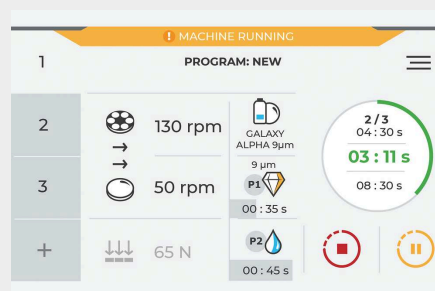 ! MACHINE RUNNING
1
PROGRAM: NEW
2
130 rpm
GALAXY
ALPHA 9µm
2 / 3
04 : 30 s
03 : 11 s
08 : 30 s
3
50 rpm
9 µm
P1
00 : 35 s
+
65 N
P2
00 : 45 s